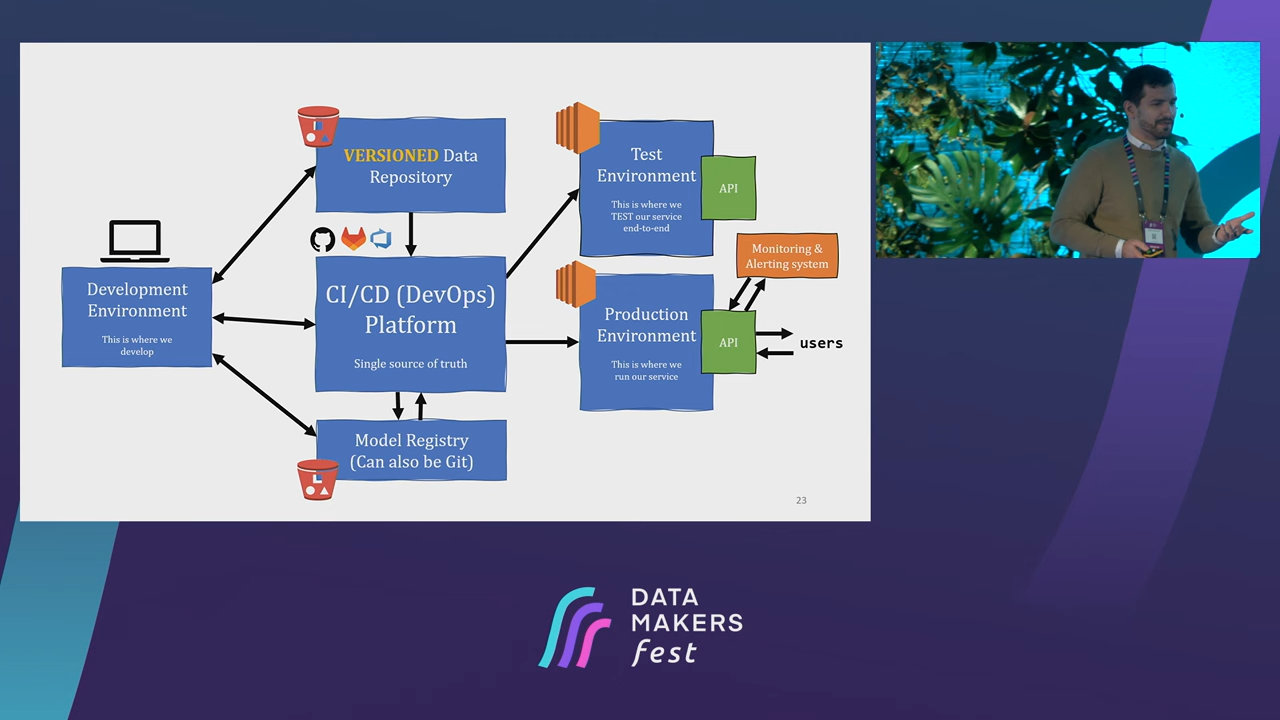 VERSIONED Data
Repository
Development
Environment
This is where we
develop
CI/CD (DevOps)
Platform
Single source of truth
Model Registry
(Can also be Git)
Test
Environment
This is where we
TEST our service
end-to-end
API
Monitoring &
Alerting system
Production
Environment
This is where we
run our service
API
users
23
DATA
MAKERS
fest